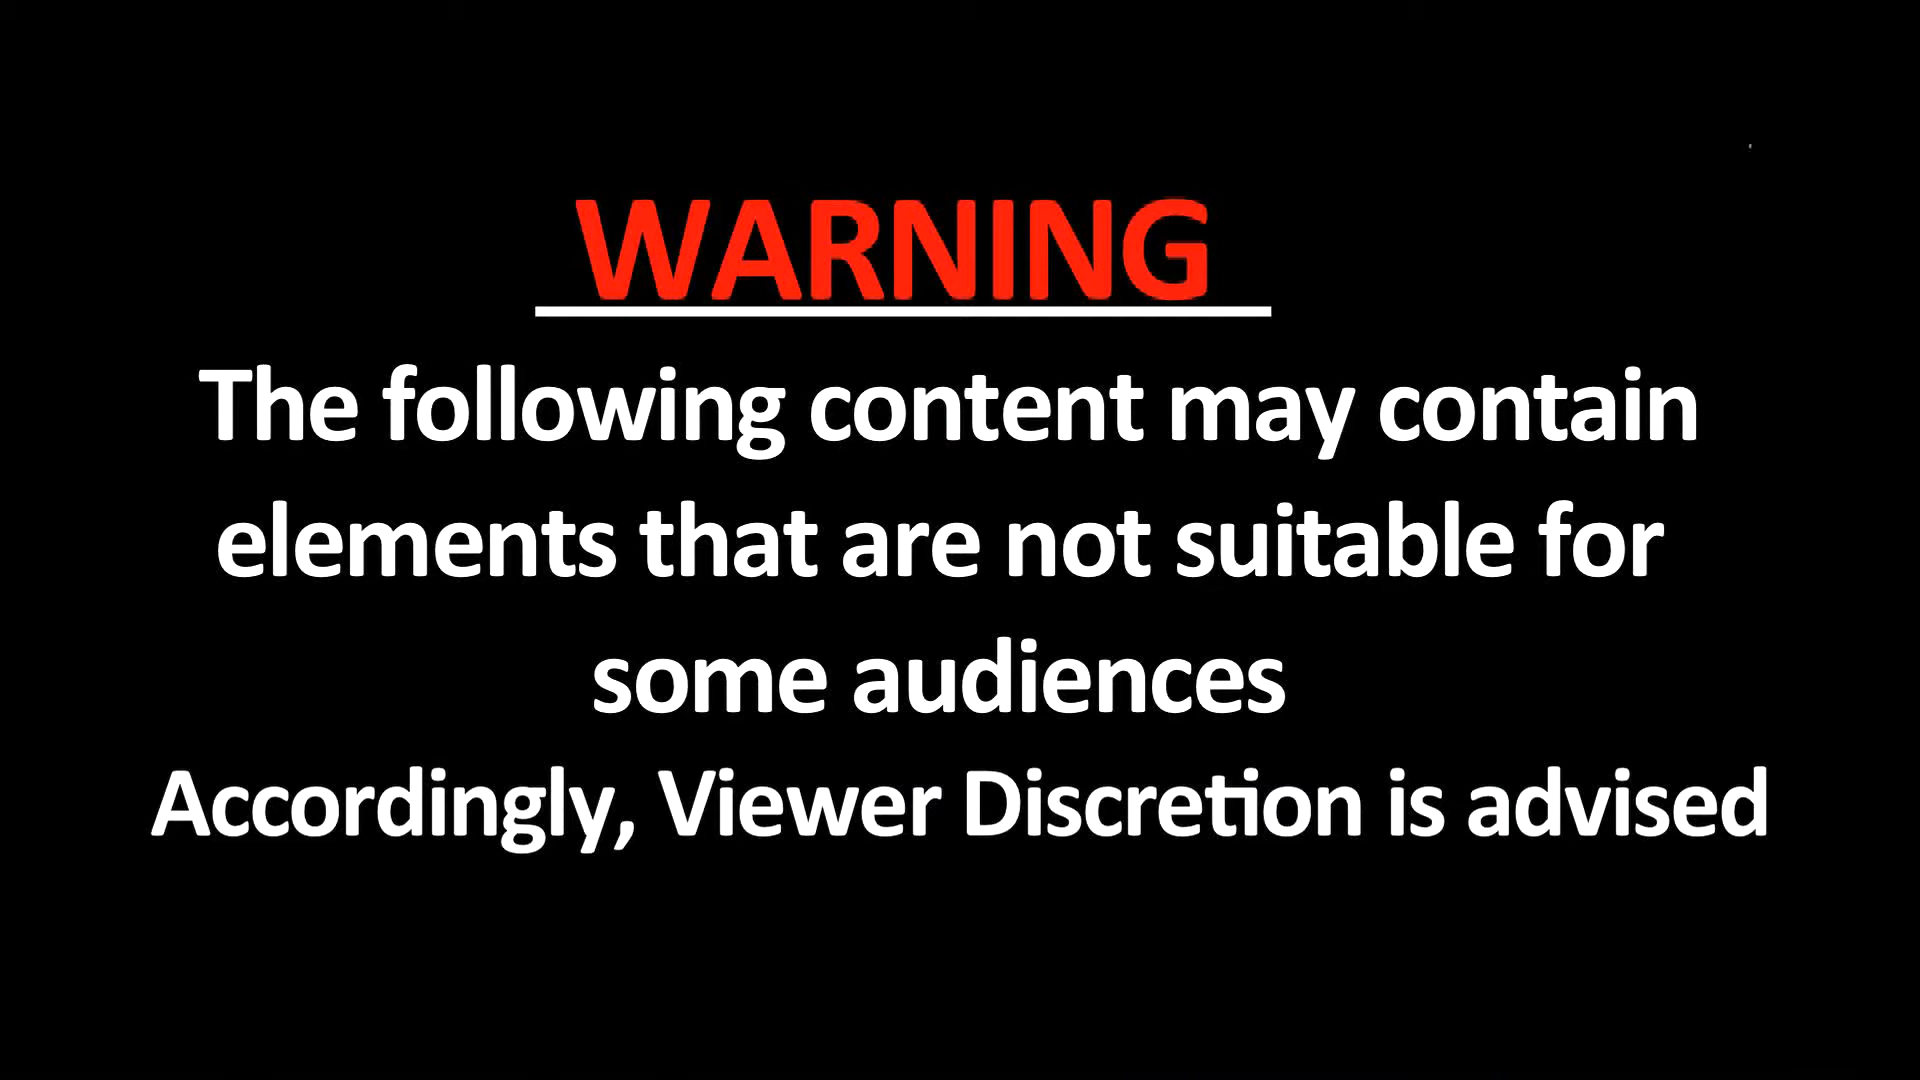 WARNING
The following content may contain
elements that are not suitable for
some audiences
Accordingly, Viewer Discretion is advised